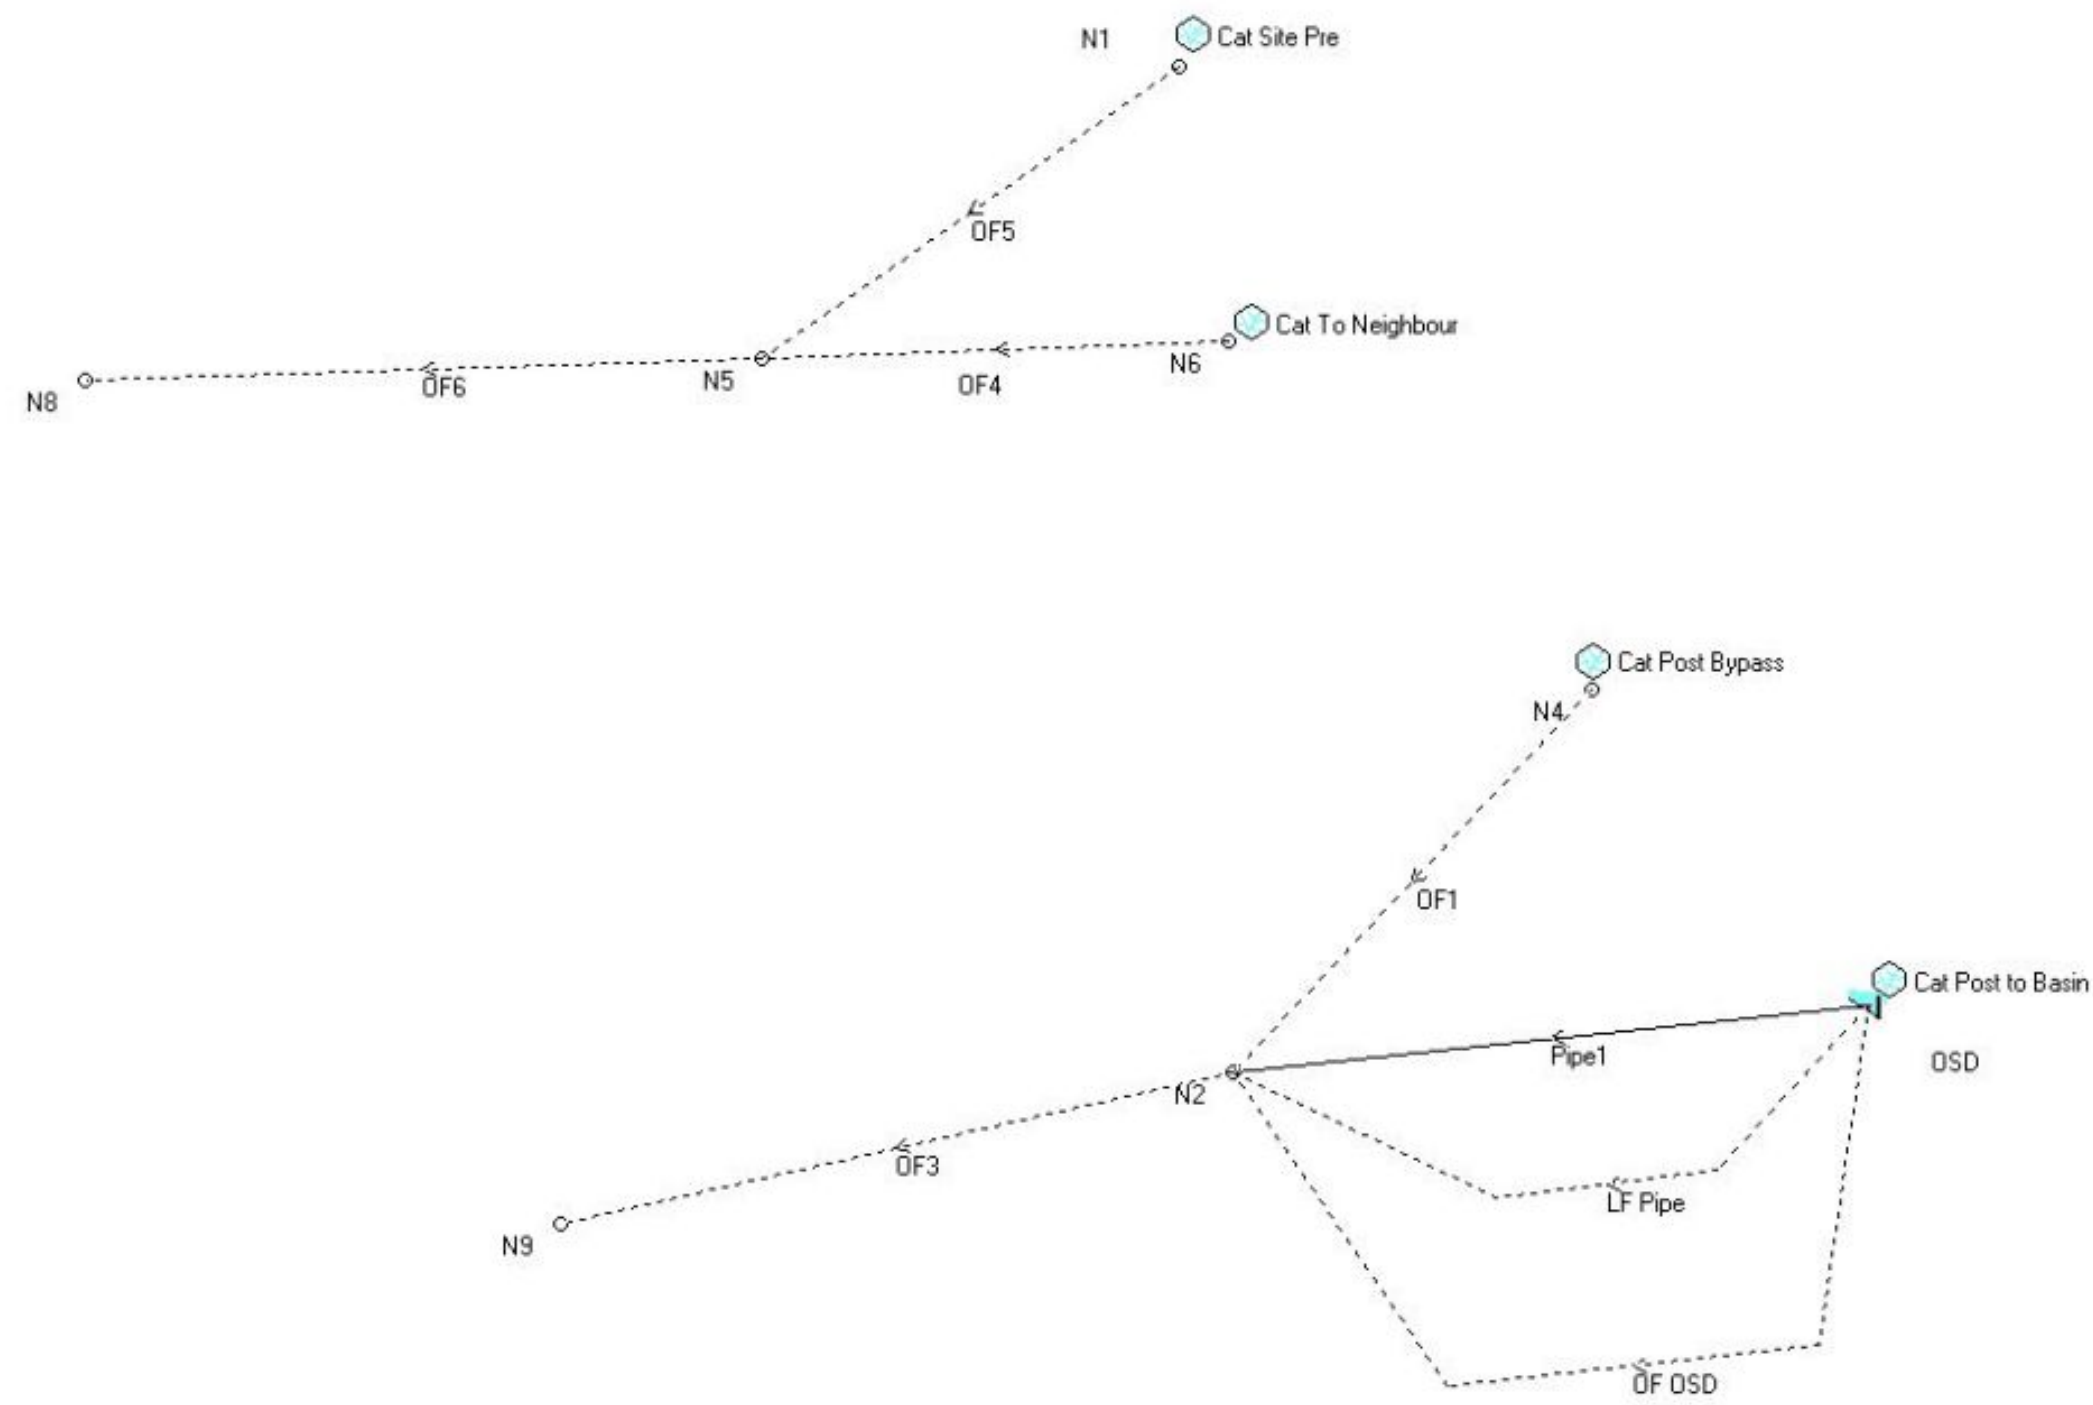 N1
Cat Site Pre
OF5
Cat To Neighbour
N8
OF6
N5
OF4
N6
Cat Post Bypass
N4
OF1
Cat Post to Basin
Pipe1
OSD
N2
OF3
LF Pipe
N9
OF OSD